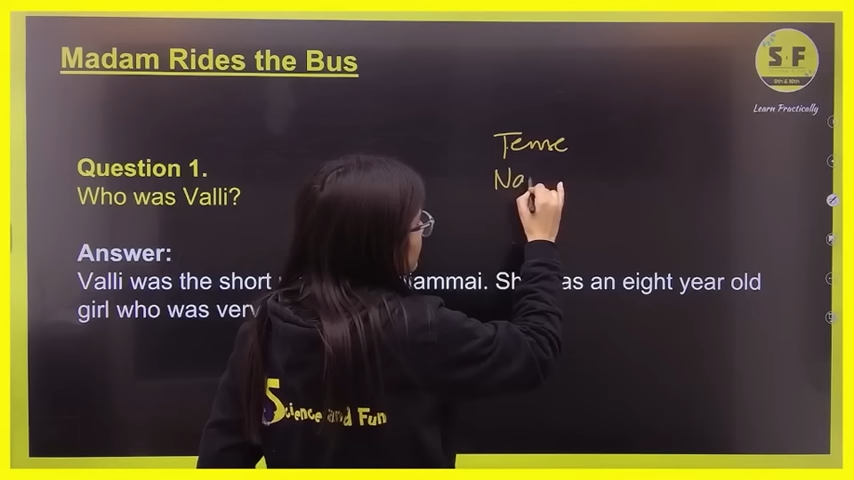 Madam Rides the Bus
S F
9th & 10th
Learn Practically
Tense
No
Question 1.
Who was Valli?
Answer:
Valli was the short ammai. Sh as an eight year old
girl who was very
Science and Fun